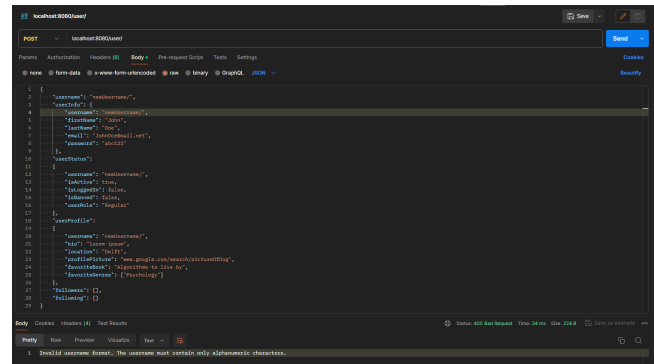 localhost:8080/user/
Save
POST
localhost:8080/user/
Send
Params Authorization Headers (8) Body Pre-request Script Tests Settings Cookies
none form-data x-www-form-urlencoded raw binary GraphQL JSON Beautify
1 {
2 "username": "newUsername/",
3 "userInfo": {
4 "username": "newUsername/",
5 "firstName": "John",
6 "lastName": "Doe",
7 "email": "JohnDoe@mail.net",
8 "password": "abc123"
9 },
10 "userStatus":
11 {
12 "username": "newUsername/",
13 "isActive": true,
14 "isLoggedIn": false,
15 "isBanned": false,
16 "userRole": "Regular"
17 },
18 "userProfile":
19 {
20 "username": "newUsername/",
21 "bio": "lorem ipsum",
22 "location": "Delft",
23 "profilePicture": "www.google.com/search/pictureOfDog",
24 "favoriteBook": "Algorithms to live by",
25 "favoriteGenres": ["Psychology"]
26 },
27 "followers": [],
28 "following": []
29 }
Body Cookies Headers (4) Test Results Status: 400 Bad Request Time: 34 ms Size: 224 B Save as example
Pretty Raw Preview Visualize Text
1 Invalid username format. The username must contain only alphanumeric characters.